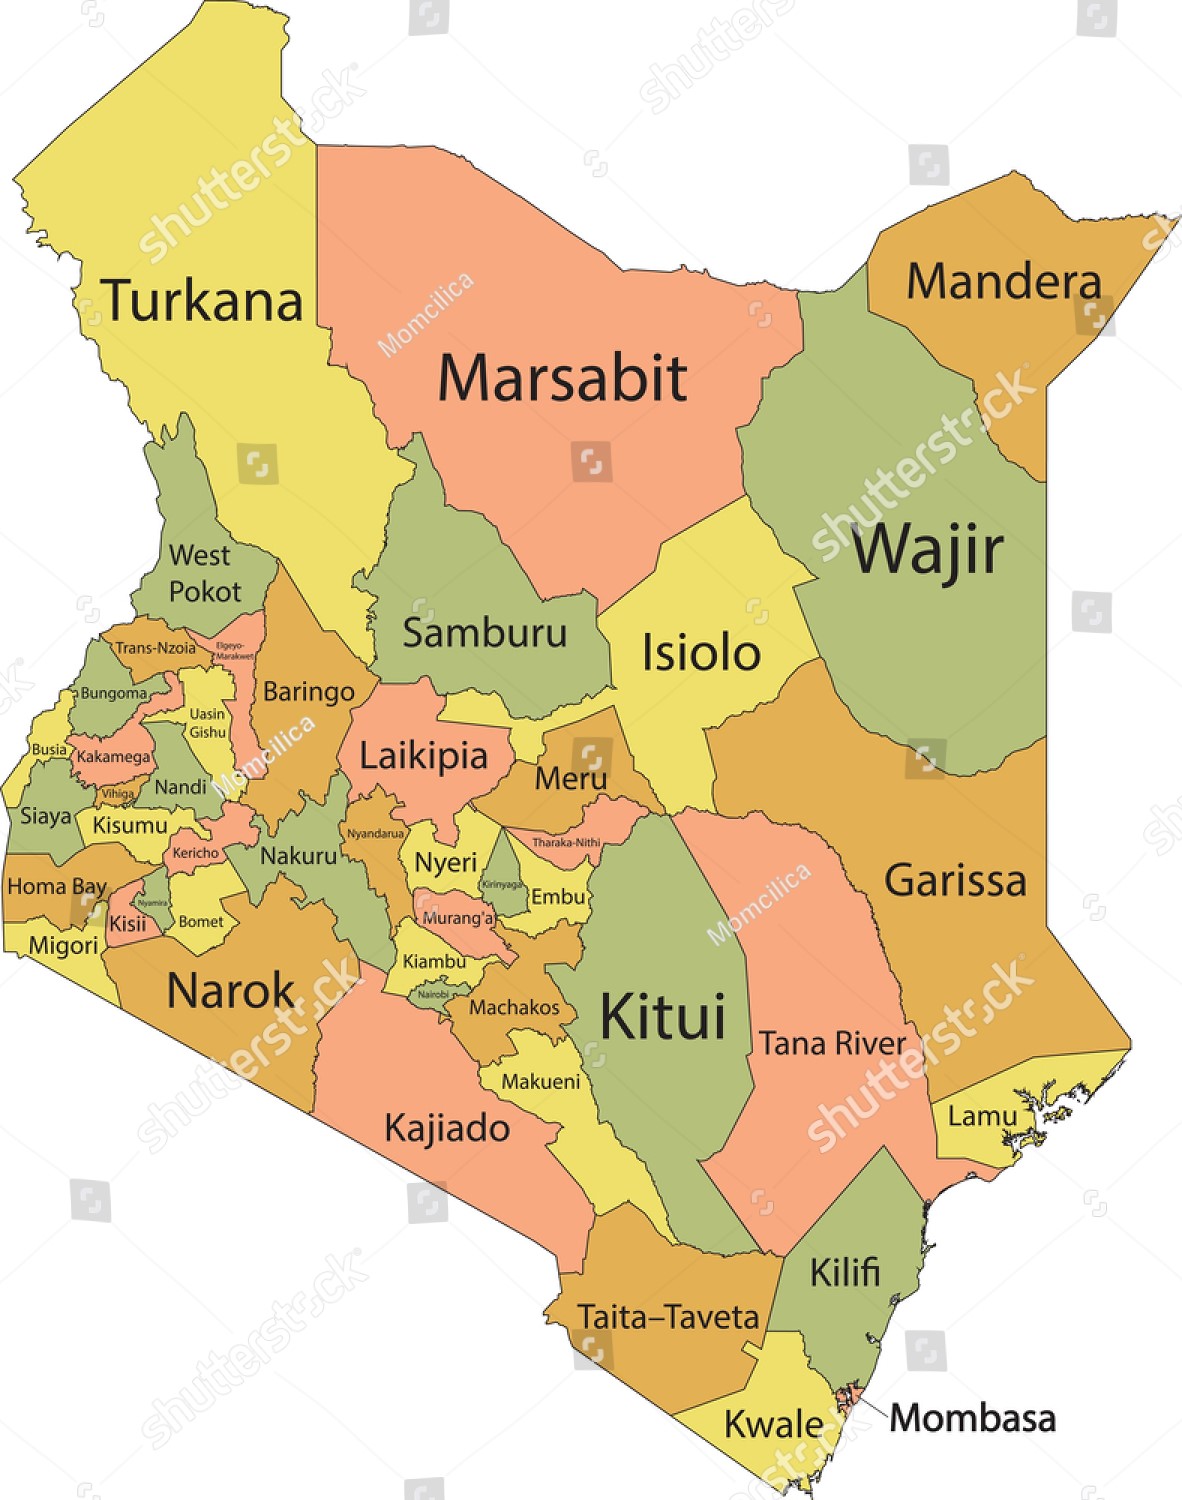 Turkana
Marsabit
Mandera
Wajir
West
Pokot
Samburu
Isiolo
Trans-Nzoia
Elgeyo-
Marakwet
Bungoma
Baringo
Uasin
Gishu
Busia
Kakamega
Laikipia
Meru
Vihiga
Nandi
Siaya
Kisumu
Nyandarua
Tharaka-Nithi
Kericho
Nakuru
Nyeri
Garissa
Homa Bay
Kirinyaga
Embu
Nyamira
Kisii
Bomet
Murang'a
Migori
Kiambu
Narok
Nairobi
Machakos
Kitui
Tana River
Makueni
Lamu
Kajiado
Kilifi
Taita–Taveta
Kwale
Mombasa
shutterstock
shutterstock
shutterstock
shutterstock
shutterstock
shutterstock
shutterstock
Momcilica
Momcilica
Momcilica